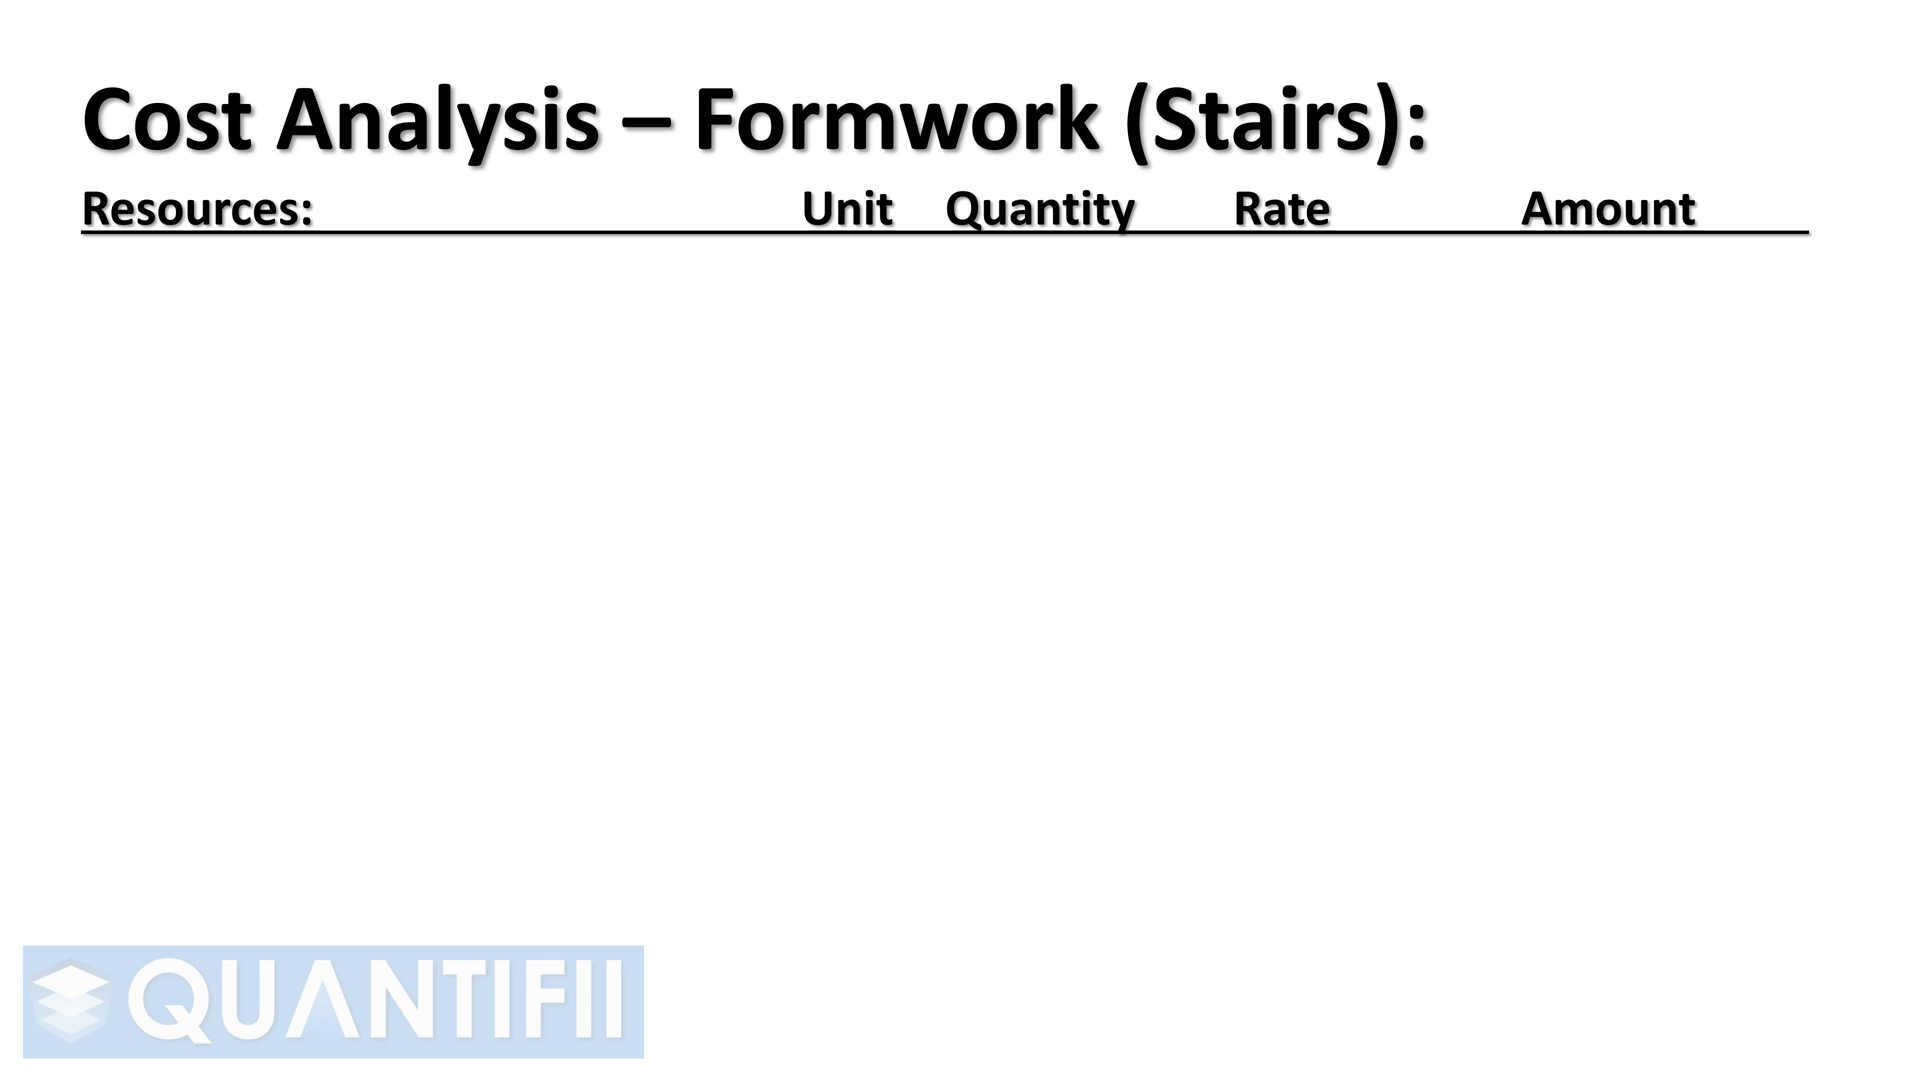 Cost Analysis – Formwork (Stairs):
Resources: Unit Quantity Rate Amount
QUANTIFII